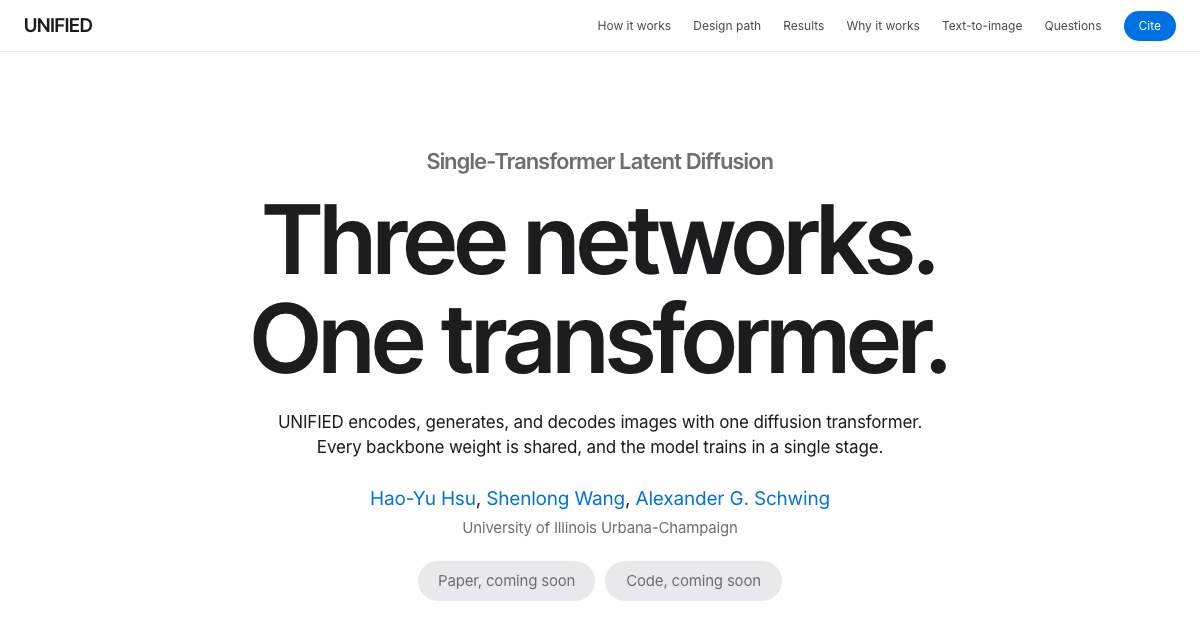 UNIFIED
How it works
Design path
Results
Why it works
Text-to-image
Questions
Cite
Single-Transformer Latent Diffusion
Three networks.
One transformer.
UNIFIED encodes, generates, and decodes images with one diffusion transformer.
Every backbone weight is shared, and the model trains in a single stage.
Hao-Yu Hsu, Shenlong Wang, Alexander G. Schwing
University of Illinois Urbana-Champaign
Paper, coming soon
Code, coming soon